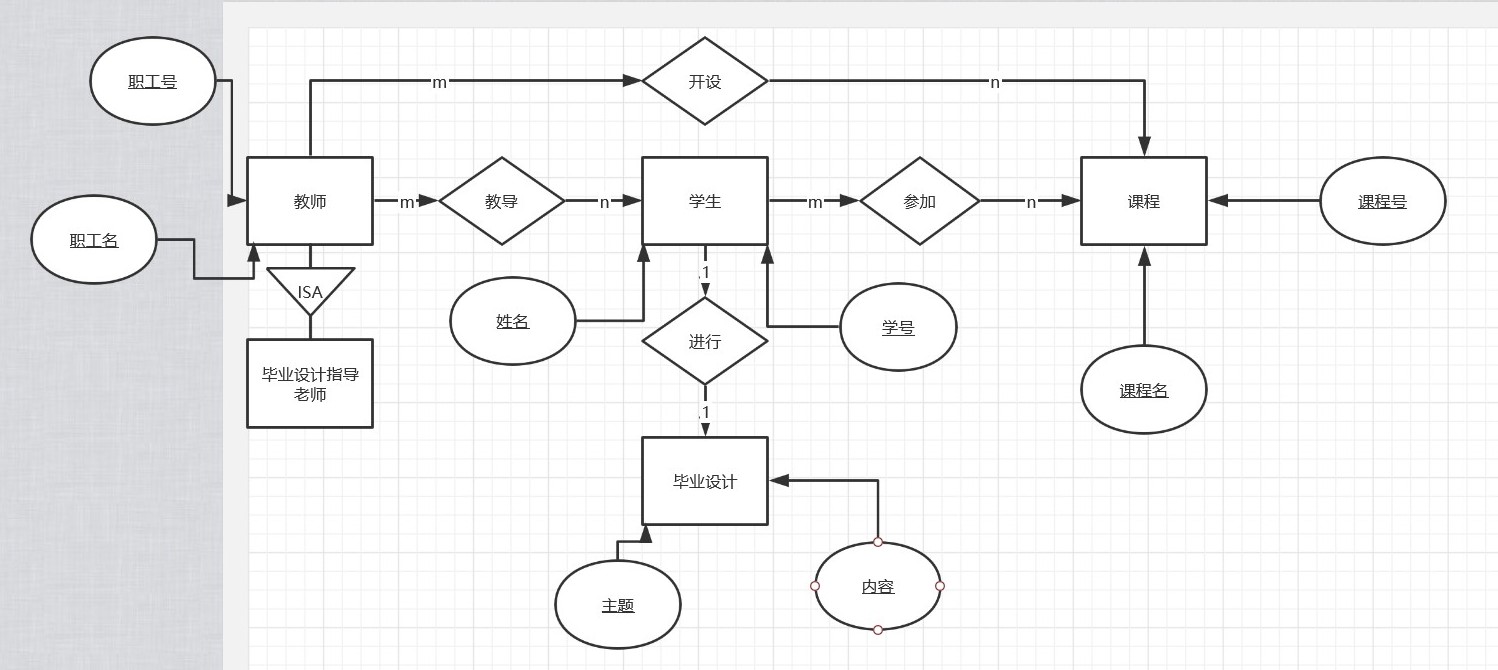 职工号
m
开设
n
教师
m
教导
n
学生
m
参加
n
课程
课程号
职工名
ISA
.1
姓名
进行
学号
毕业设计指导
老师
课程名
.1
毕业设计
主题
内容